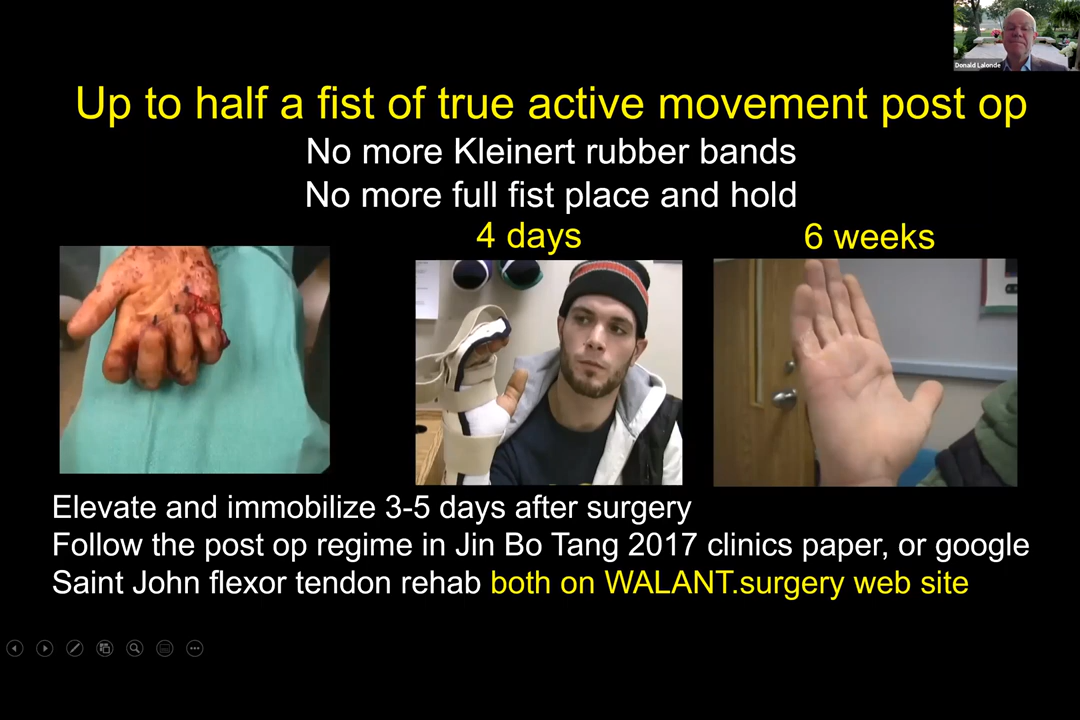 Donald Lalonde
Up to half a fist of true active movement post op
No more Kleinert rubber bands
No more full fist place and hold
4 days
6 weeks
Elevate and immobilize 3-5 days after surgery
Follow the post op regime in Jin Bo Tang 2017 clinics paper, or google
Saint John flexor tendon rehab both on WALANT.surgery web site